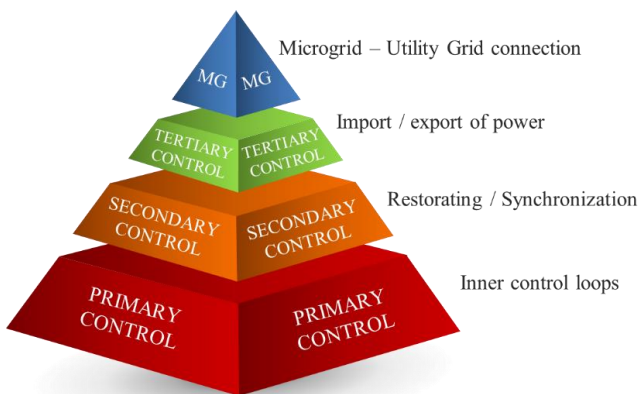 Microgrid – Utility Grid connection
MG MG
Import / export of power
TERTIARY CONTROL
TERTIARY CONTROL
Restorating / Synchronization
SECONDARY CONTROL
SECONDARY CONTROL
Inner control loops
PRIMARY CONTROL
PRIMARY CONTROL